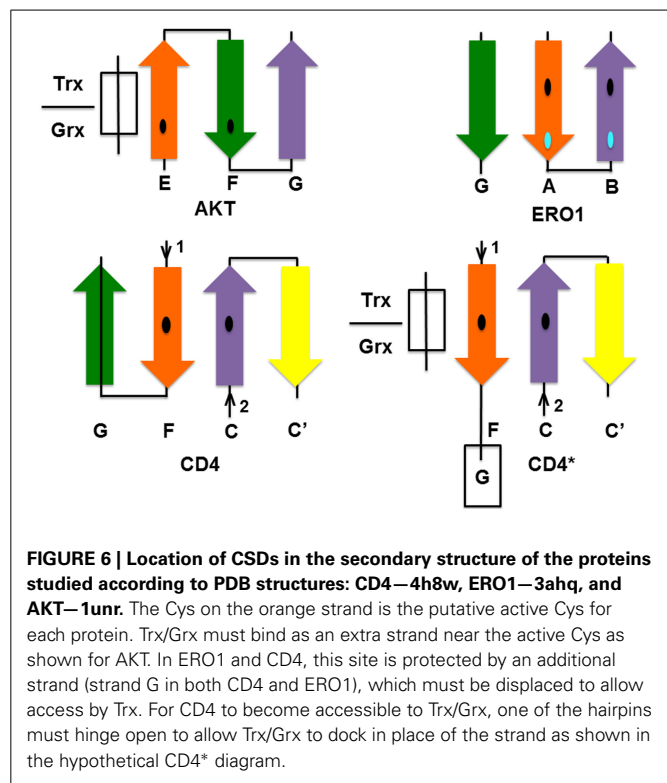 Trx
Grx
E F G
AKT
G A B
ERO1
1
2
G F C C'
CD4
Trx
Grx
1
2
F C C'
G
CD4*
FIGURE 6 | Location of CSDs in the secondary structure of the proteins
studied according to PDB structures: CD4—4h8w, ERO1—3ahq, and
AKT—1unr. The Cys on the orange strand is the putative active Cys for
each protein. Trx/Grx must bind as an extra strand near the active Cys as
shown for AKT. In ERO1 and CD4, this site is protected by an additional
strand (strand G in both CD4 and ERO1), which must be displaced to allow
access by Trx. For CD4 to become accessible to Trx/Grx, one of the hairpins
must hinge open to allow Trx/Grx to dock in place of the strand as shown in
the hypothetical CD4* diagram.